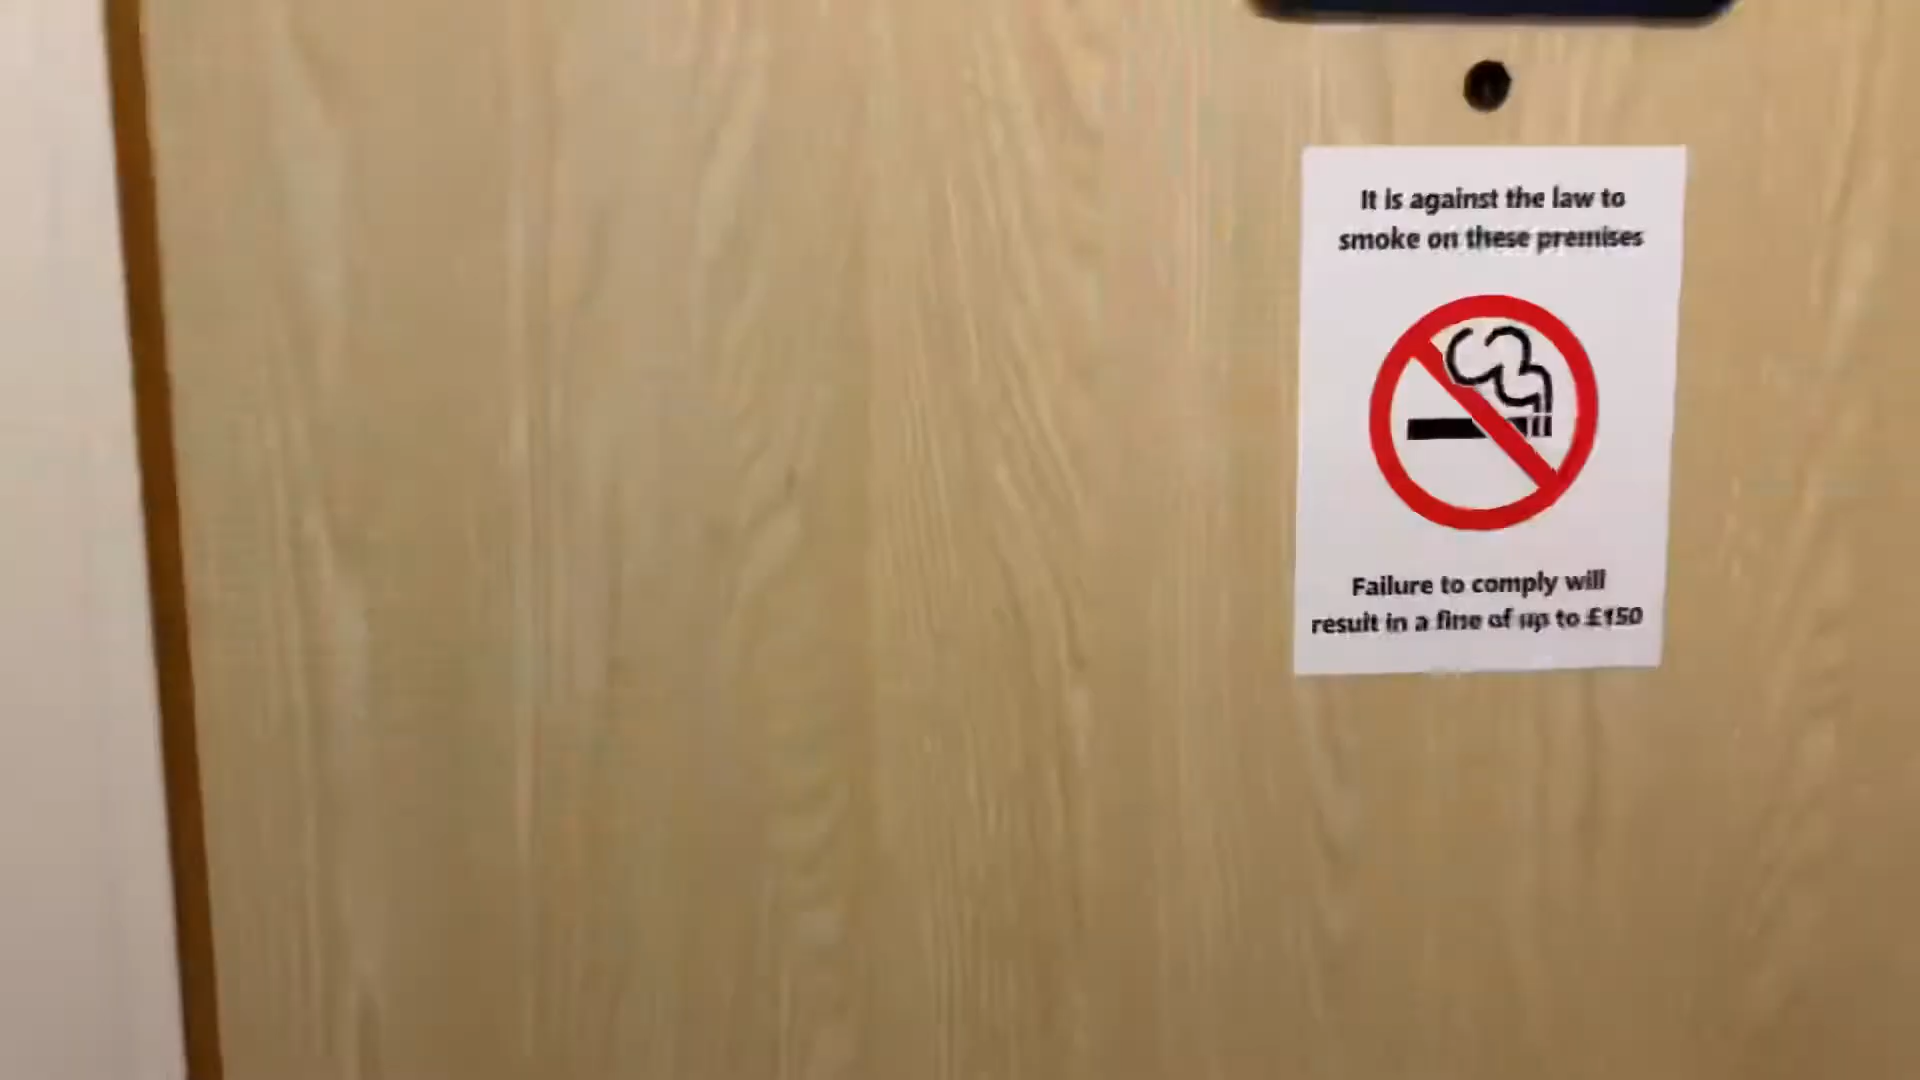 It is against the law to
smoke on these premises
Failure to comply will
result in a fine of up to £150